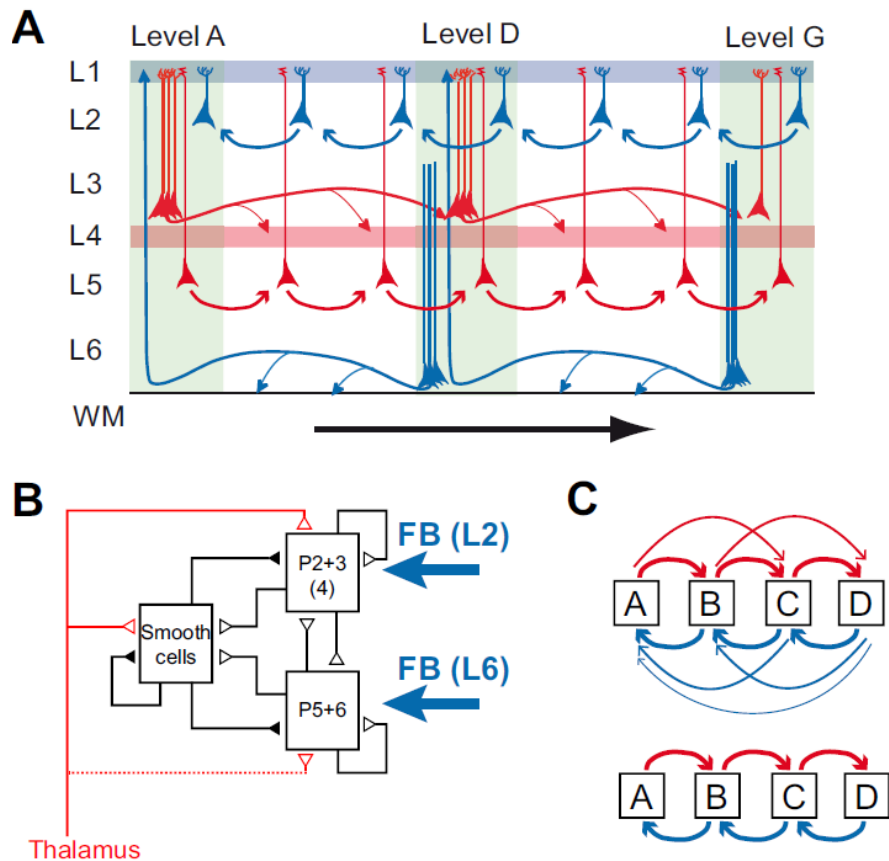 A
Level A Level D Level G
L1
L2
L3
L4
L5
L6
WM
B
FB (L2)
P2+3
(4)
Smooth
cells
FB (L6)
P5+6
Thalamus
C
A B C D
A B C D